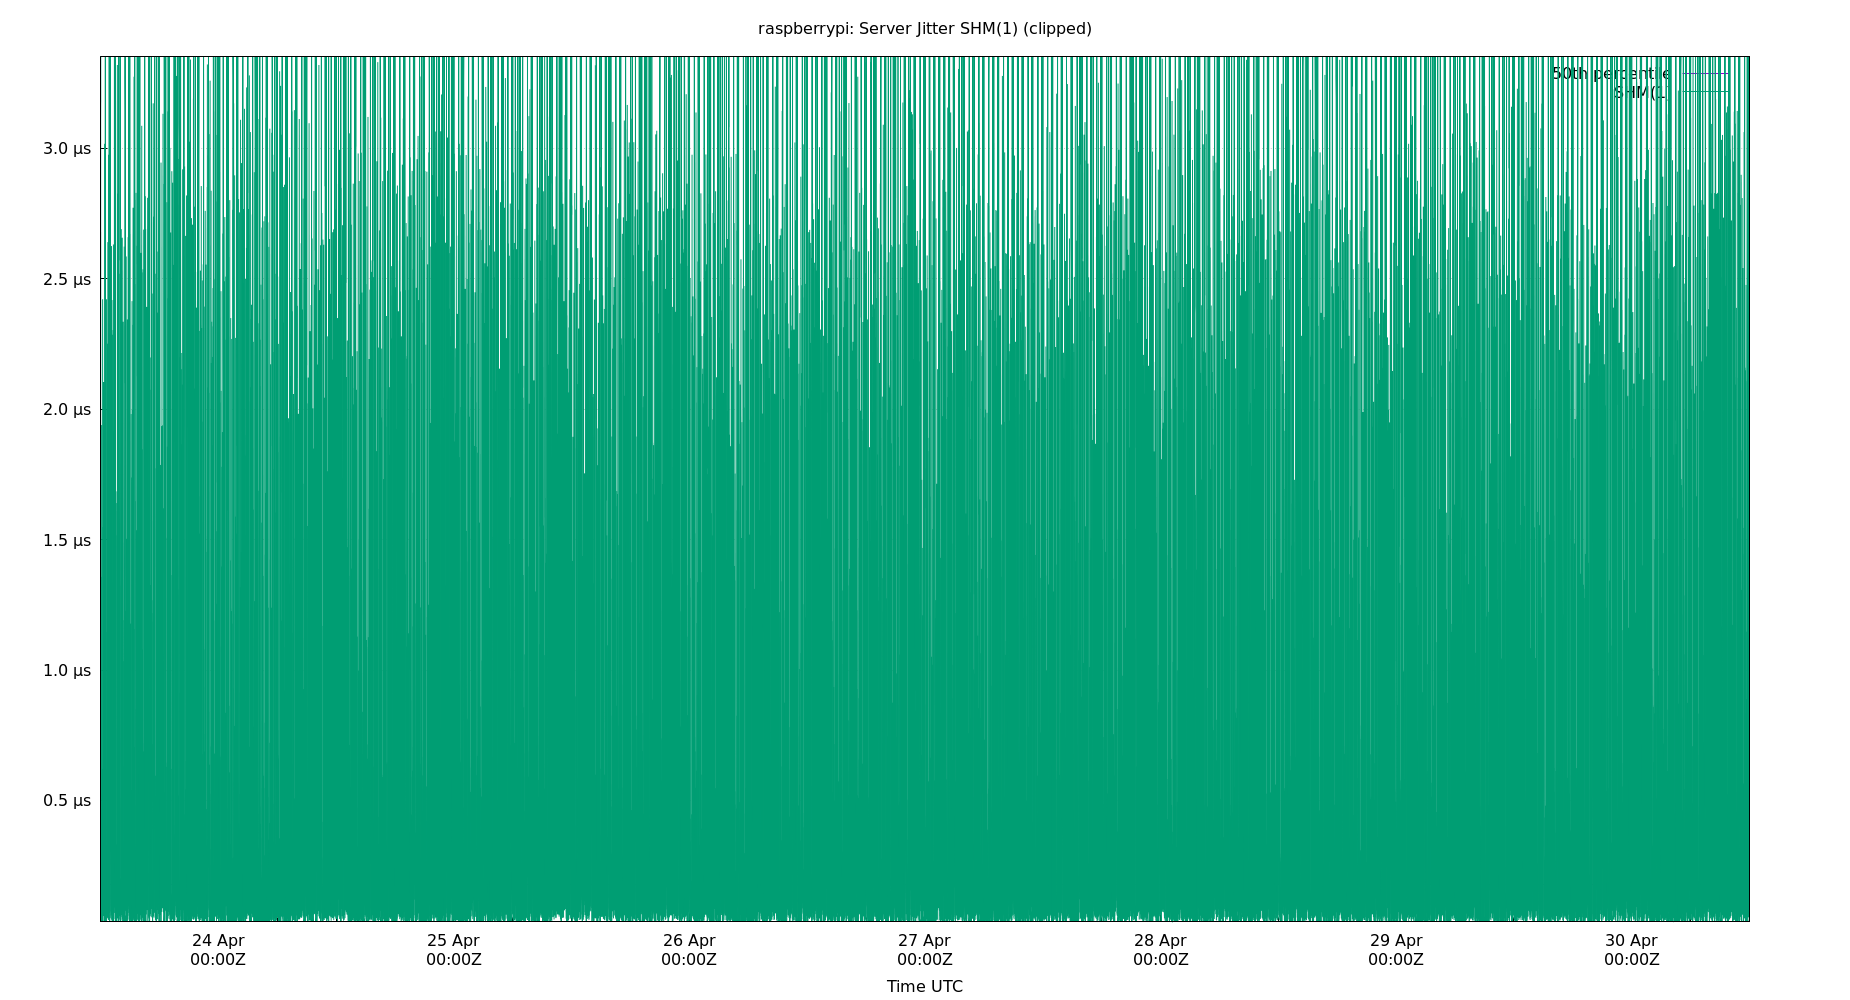 raspberrypi: Server Jitter SHM(1) (clipped)
50th percentile
SHM(1)
3.0 μs
2.5 μs
2.0 μs
1.5 μs
1.0 μs
0.5 μs
24 Apr 25 Apr 26 Apr 27 Apr 28 Apr 29 Apr 30 Apr
00:00Z 00:00Z 00:00Z 00:00Z 00:00Z 00:00Z 00:00Z
Time UTC